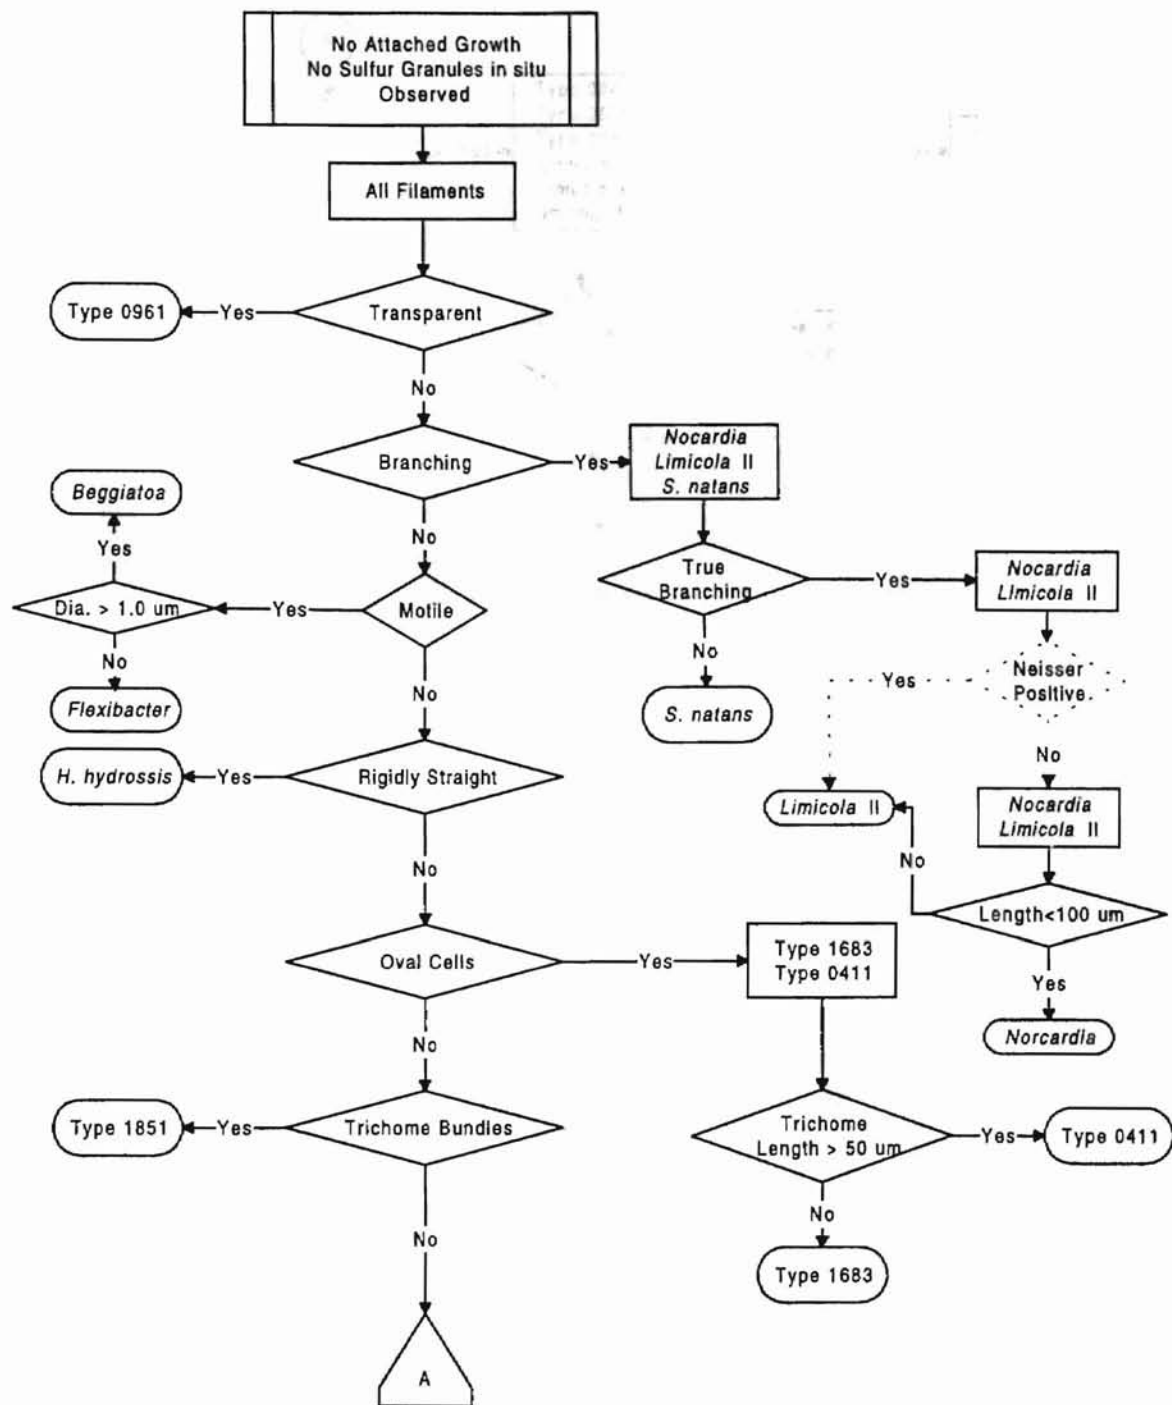 No Attached Growth
No Sulfur Granules in situ
Observed
All Filaments
Transparent
Yes
Type 0961
No
Branching
Yes
Nocardia
Limicola II
S. natans
No
True
Branching
Yes
Nocardia
Limicola II
No
S. natans
Neisser
Positive
Yes
Limicola II
No
Nocardia
Limicola II
Length<100 um
No
Yes
Norcardia
Motile
Yes
Dia. > 1.0 um
Yes
Beggiatoa
No
Flexibacter
No
Rigidly Straight
Yes
H. hydrossis
No
Oval Cells
Yes
Type 1683
Type 0411
Trichome
Length > 50 um
Yes
Type 0411
No
Type 1683
No
Trichome Bundles
Yes
Type 1851
No
A